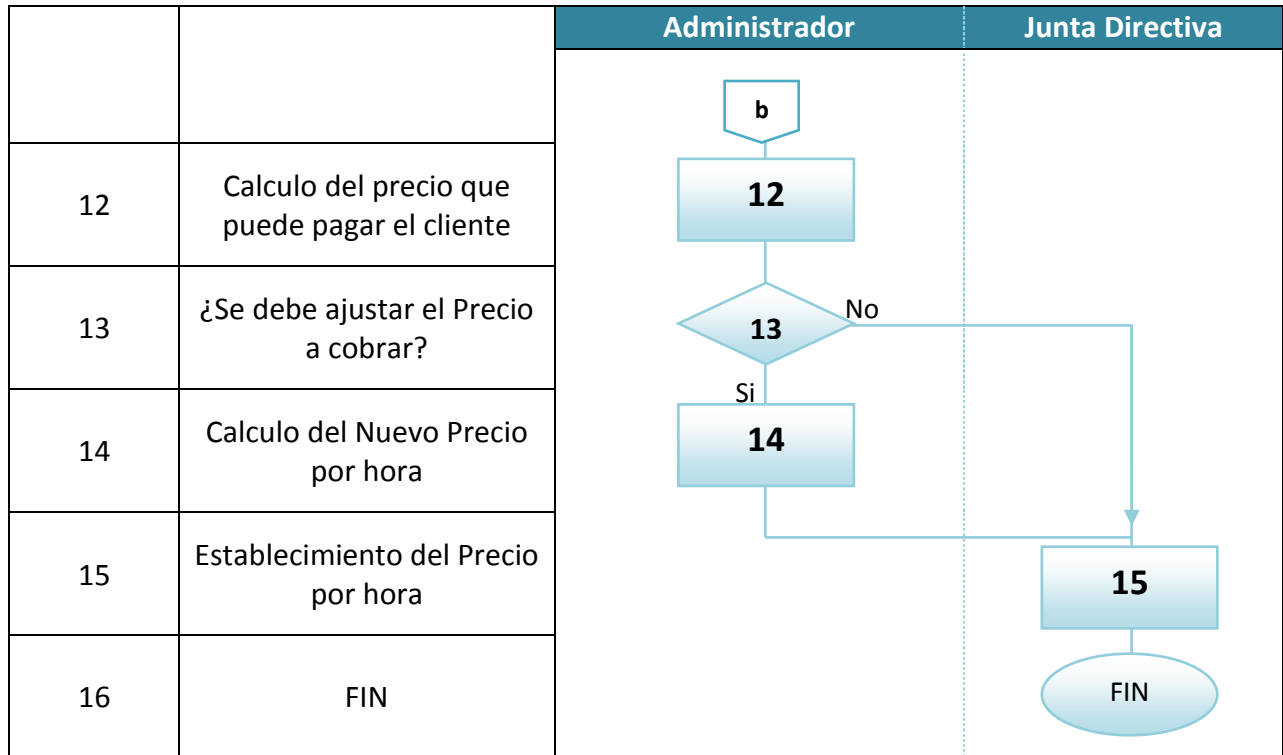 Administrador Junta Directiva
b
12 Calculo del precio que
puede pagar el cliente
12
13 ¿Se debe ajustar el Precio
a cobrar?
13
No
Si
14 Calculo del Nuevo Precio
por hora
14
15 Establecimiento del Precio
por hora
15
16 FIN
FIN